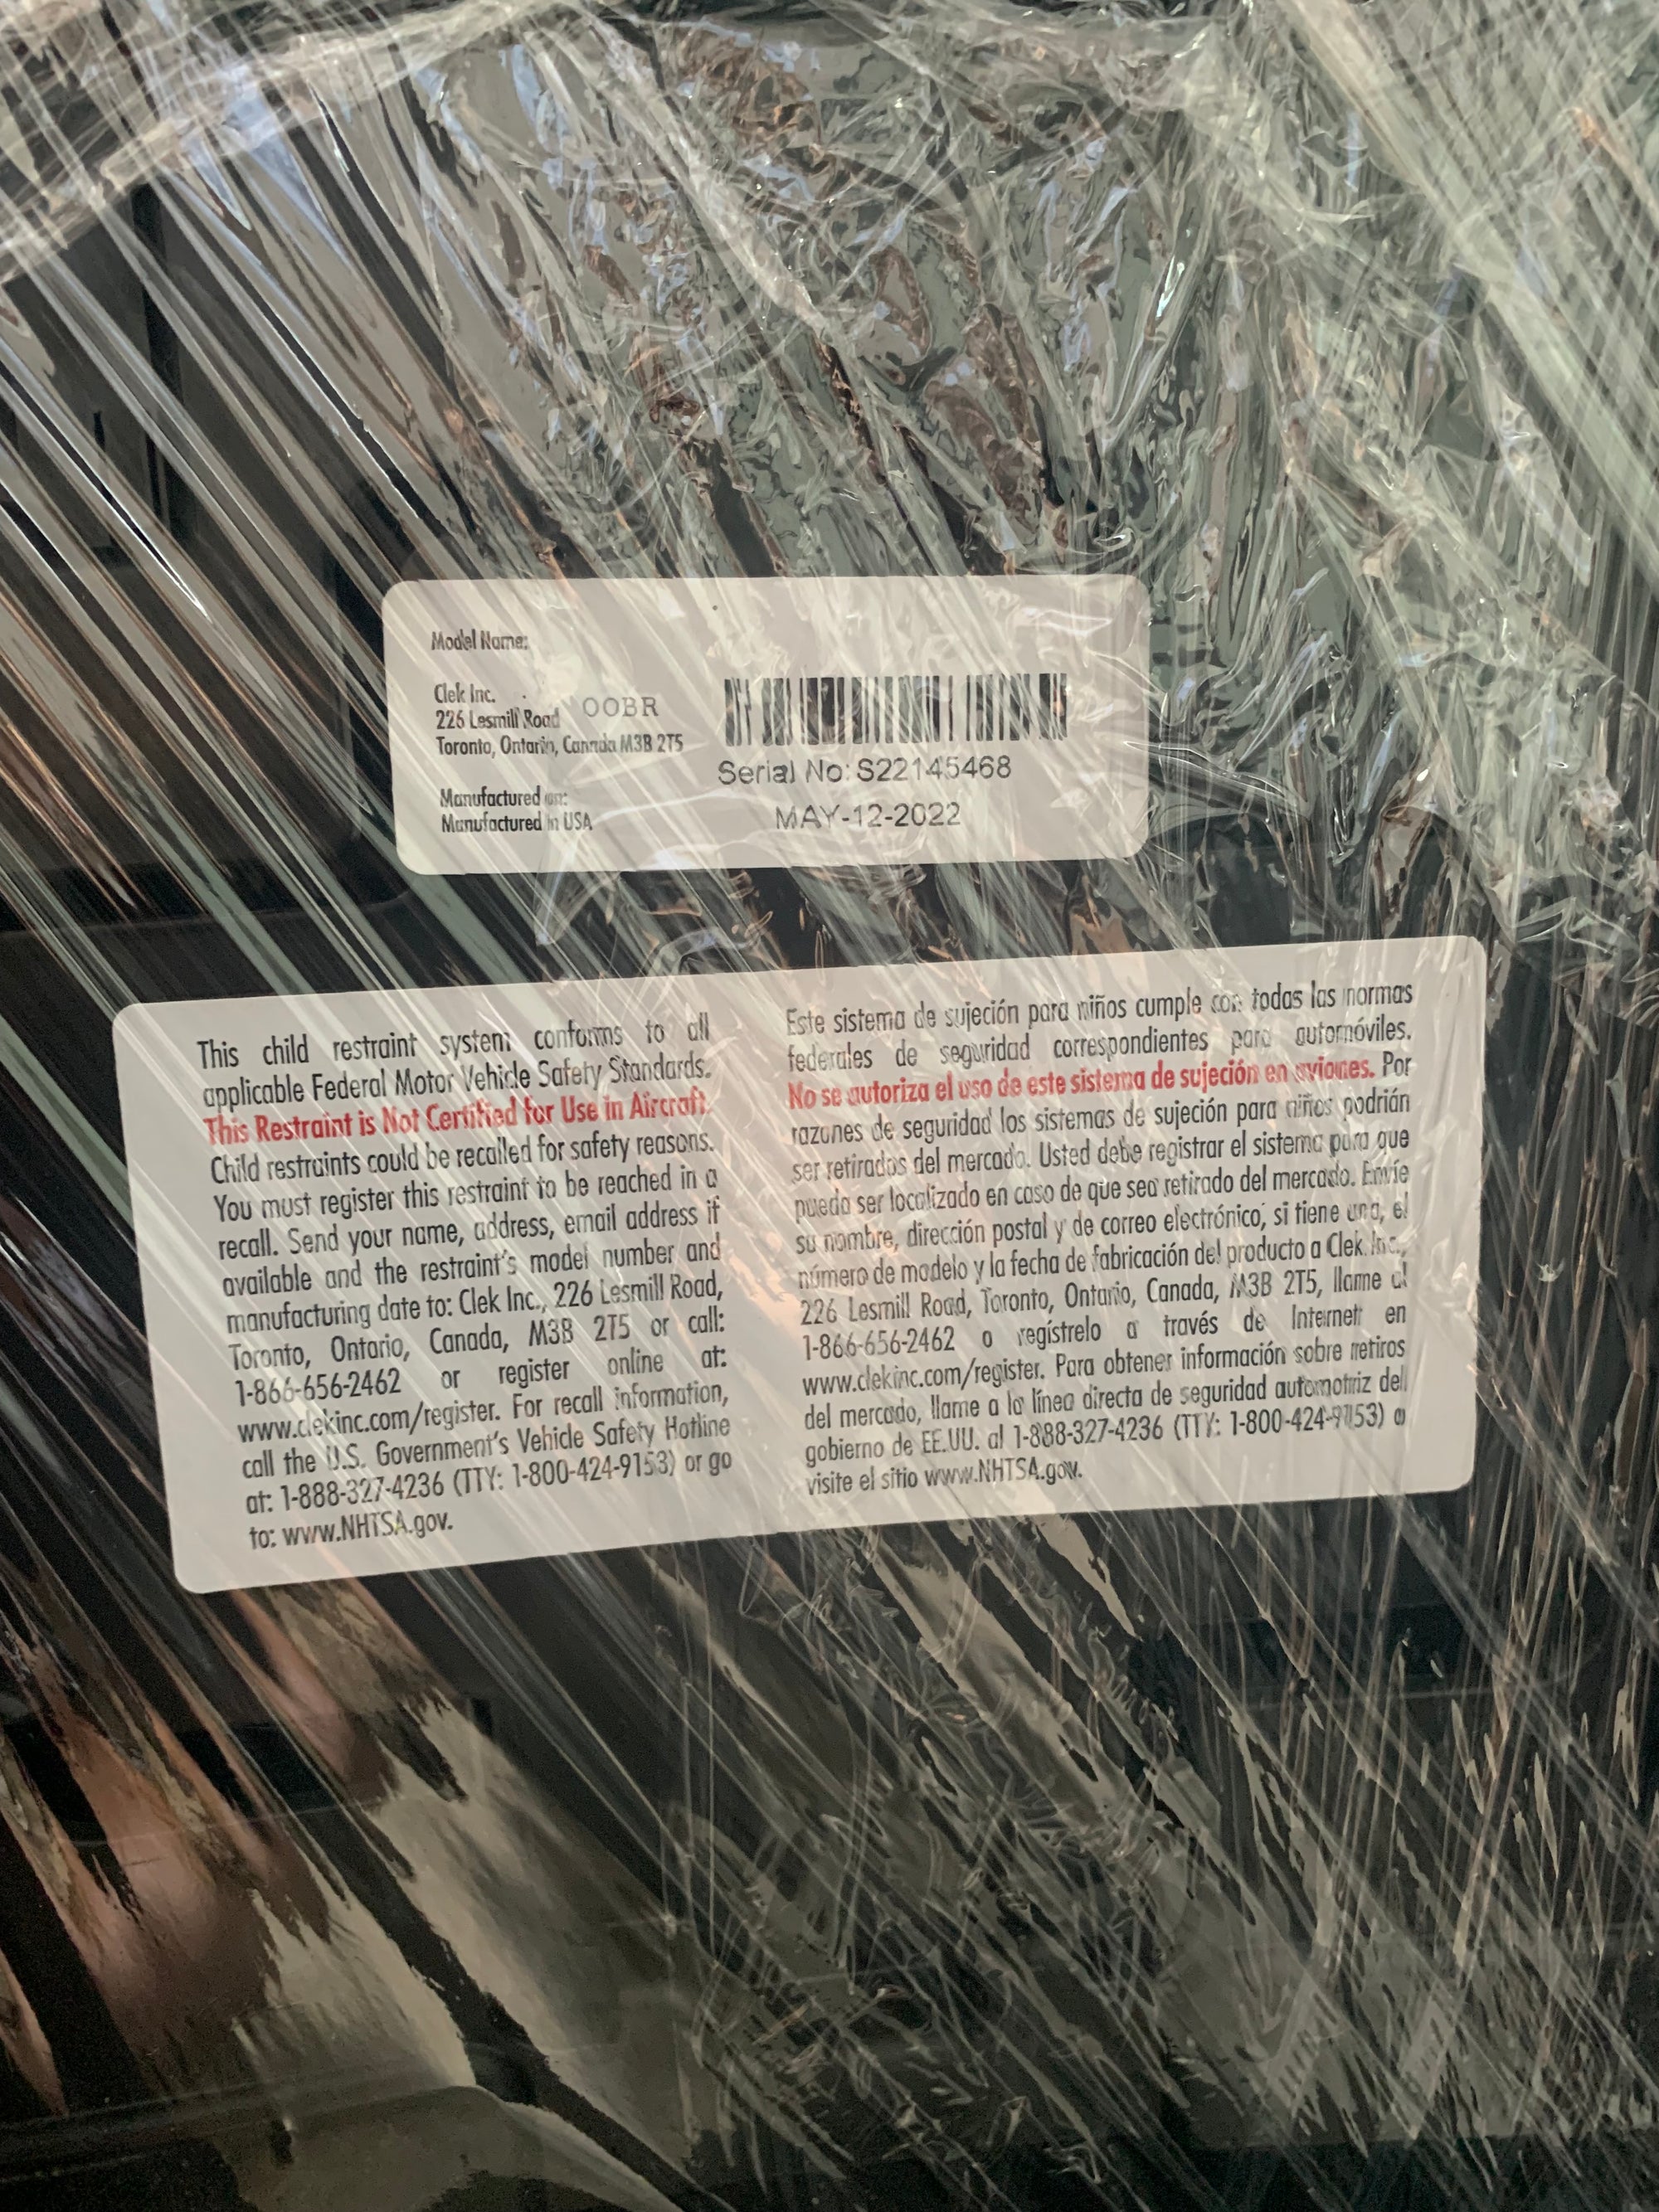 Model Name:
Clek Inc.
226 Lesmill Road OOBR
Toronto, Ontario, Canada M3B 2T5
Manufactured on:
Manufactured in USA
Serial No: S22145468
MAY-12-2022
This child restraint system conforms to all
applicable Federal Motor Vehicle Safety Standards.
This Restraint is Not Certified for Use in Aircraft.
Child restraints could be recalled for safety reasons.
You must register this restraint to be reached in a
recall. Send your name, address, email address if
available and the restraint's model number and
manufacturing date to: Clek Inc., 226 Lesmill Road,
Toronto, Ontario, Canada, M3B 2T5 or call:
1-866-656-2462 or register online at:
www.clekinc.com/register. For recall information,
call the U.S. Government's Vehicle Safety Hotline
at: 1-888-327-4236 (TTY: 1-800-424-9153) or go
to: www.NHTSA.gov.
Este sistema de sujeción para niños cumple con todas las normas
federales de seguridad correspondientes para automóviles.
No se autoriza el uso de este sistema de sujeción en aviones. Por
razones de seguridad los sistemas de sujeción para niños podrián
ser retirados del mercado. Usted debe registrar el sistema para que
pueda ser localizado en caso de que sea retirado del mercado. Envíe
su nombre, dirección postal y de correo electrónico, si tiene una, el
número de modelo y la fecha de fabricación del producto a Clek Inc.,
226 Lesmill Road, Toronto, Ontario, Canada, M3B 2T5, llame al
1-866-656-2462 o regístrelo a través de Internet en
www.clekinc.com/register. Para obtener información sobre retiros
del mercado, llame a la línea directa de seguridad automotriz del
gobierno de EE.UU. al 1-888-327-4236 (TTY: 1-800-424-9153) o
visite el sitio www.NHTSA.gov.